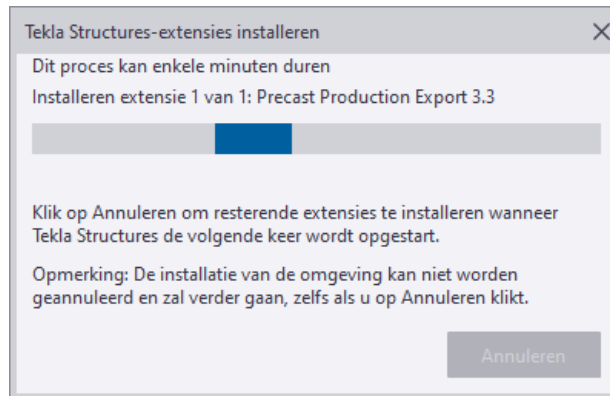 Tekla Structures-extensies installeren
Dit proces kan enkele minuten duren
Installeren extensie 1 van 1: Precast Production Export 3.3
Klik op Annuleren om resterende extensies te installeren wanneer
Tekla Structures de volgende keer wordt opgestart.
Opmerking: De installatie van de omgeving kan niet worden
geannuleerd en zal verder gaan, zelfs als u op Annuleren klikt.
Annuleren